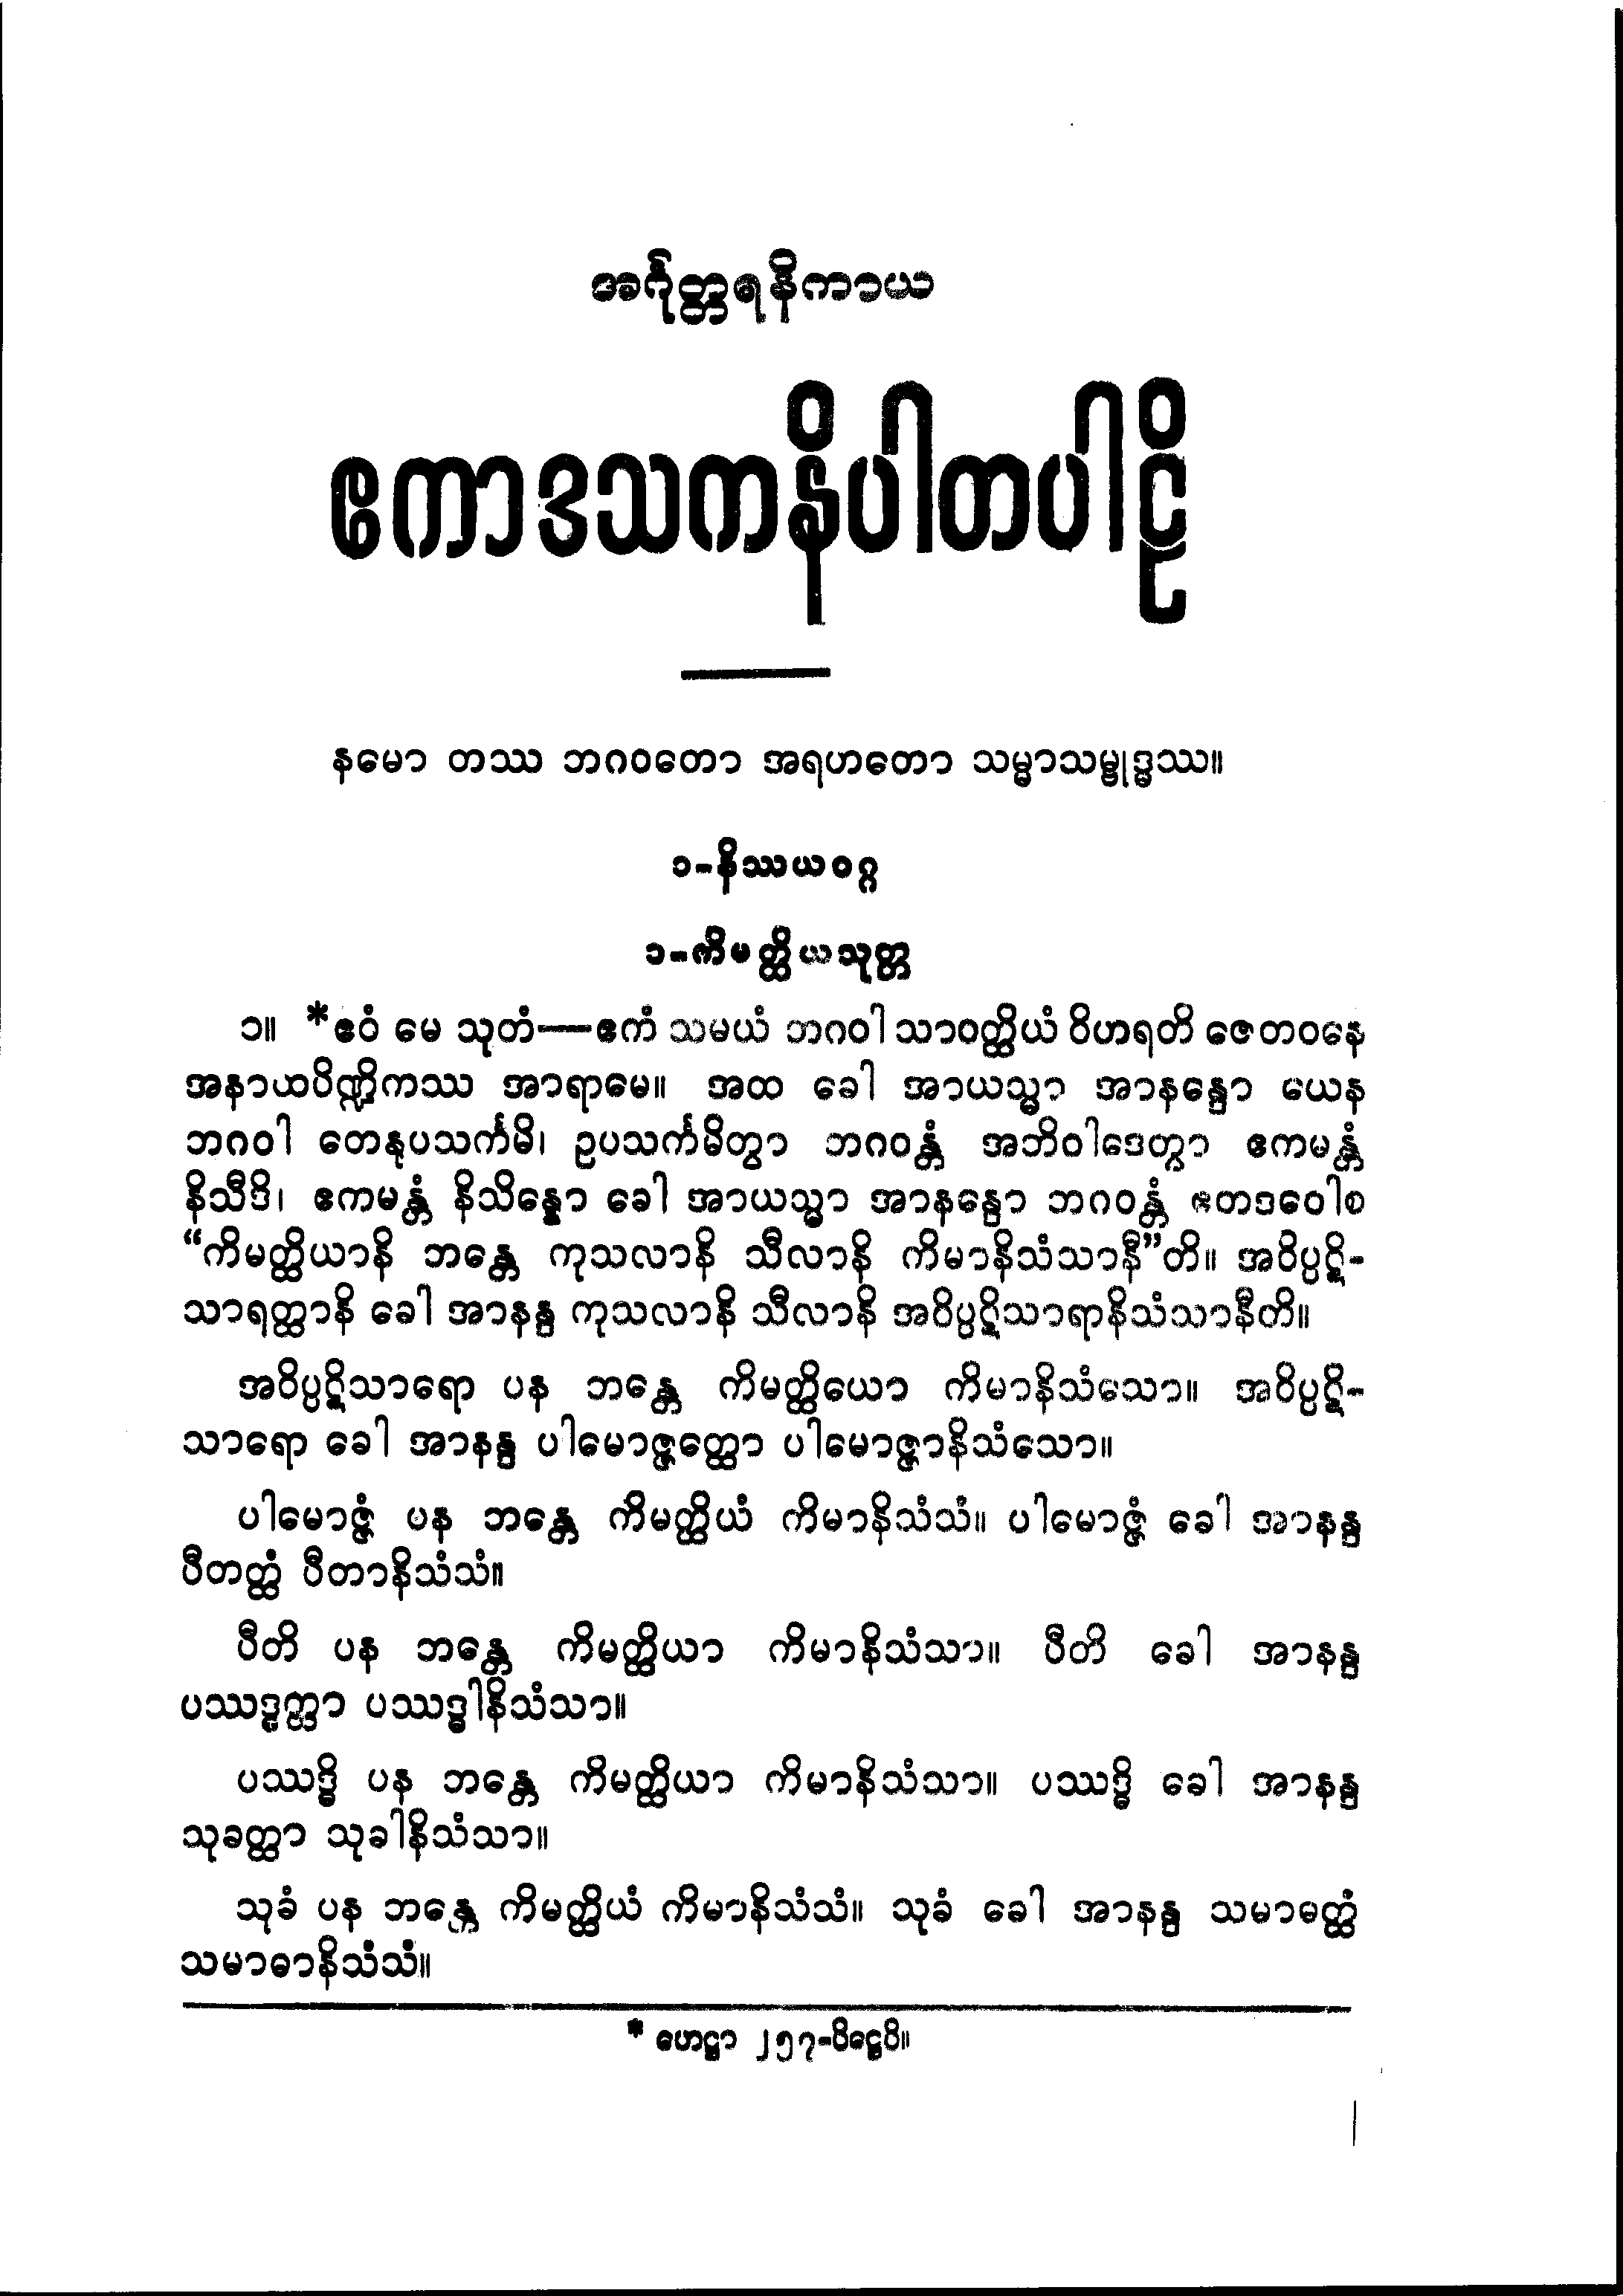 အင်္ဂုတ္တရနိကာယ
ဧကာဒသကနိပါတပါဠိ
နမော တဿ ဘဂဝတော အရဟတော သမ္မာသမ္ဗုဒ္ဓဿ။
၁-နိဿယဝဂ္ဂ
၁-ကိမတ္ထိယသုတ္တ
၁။ *ဧဝံ မေ သုတံ—ဧကံ သမယံ ဘဂဝါ သာဝတ္ထိယံ ဝိဟရတိ ဇေတဝနေ
အနာထပိဏ္ဍိကဿ အာရာမေ။ အထ ခေါ အာယသ္မာ အာနန္ဒော ယေန
ဘဂဝါ တေနုပသင်္ကမိ၊ ဥပသင်္ကမိတွာ ဘဂဝန္တံ အဘိဝါဒေတွာ ဧကမန္တံ
နိသီဒိ၊ ဧကမန္တံ နိသိန္နော ခေါ အာယသ္မာ အာနန္ဒော ဘဂဝန္တံ ဧတဒဝေါစ
“ကိမတ္ထိယာနိ ဘန္တေ ကုသလာနိ သီလာနိ ကိမာနိသံသာနီ”တိ။ အဝိပ္ပဋိ-
သာရတ္ထာနိ ခေါ အာနန္ဒ ကုသလာနိ သီလာနိ အဝိပ္ပဋိသာရာနိသံသာနီတိ။
အဝိပ္ပဋိသာရော ပန ဘန္တေ ကိမတ္ထိယော ကိမာနိသံသော။ အဝိပ္ပဋိ-
သာရော ခေါ အာနန္ဒ ပါမောဇ္ဇတ္ထော ပါမောဇ္ဇာနိသံသော။
ပါမောဇ္ဇံ ပန ဘန္တေ ကိမတ္ထိယံ ကိမာနိသံသံ။ ပါမောဇ္ဇံ ခေါ အာနန္ဒ
ပီတတ္ထံ ပီတာနိသံသံ။
ပီတိ ပန ဘန္တေ ကိမတ္ထိယာ ကိမာနိသံသာ။ ပီတိ ခေါ အာနန္ဒ
ပဿဒ္ဓတ္ထာ ပဿဒ္ဓါနိသံသာ။
ပဿဒ္ဓိ ပန ဘန္တေ ကိမတ္ထိယာ ကိမာနိသံသာ။ ပဿဒ္ဓိ ခေါ အာနန္ဒ
သုခတ္ထာ သုခါနိသံသာ။
သုခံ ပန ဘန္တေ ကိမတ္ထိယံ ကိမာနိသံသံ။ သုခံ ခေါ အာနန္ဒ သမာဓတ္ထံ
သမာဓာနိသံသံ။
* ဟေဋ္ဌာ ၂၅၇-ပိဋ္ဌေပိ။